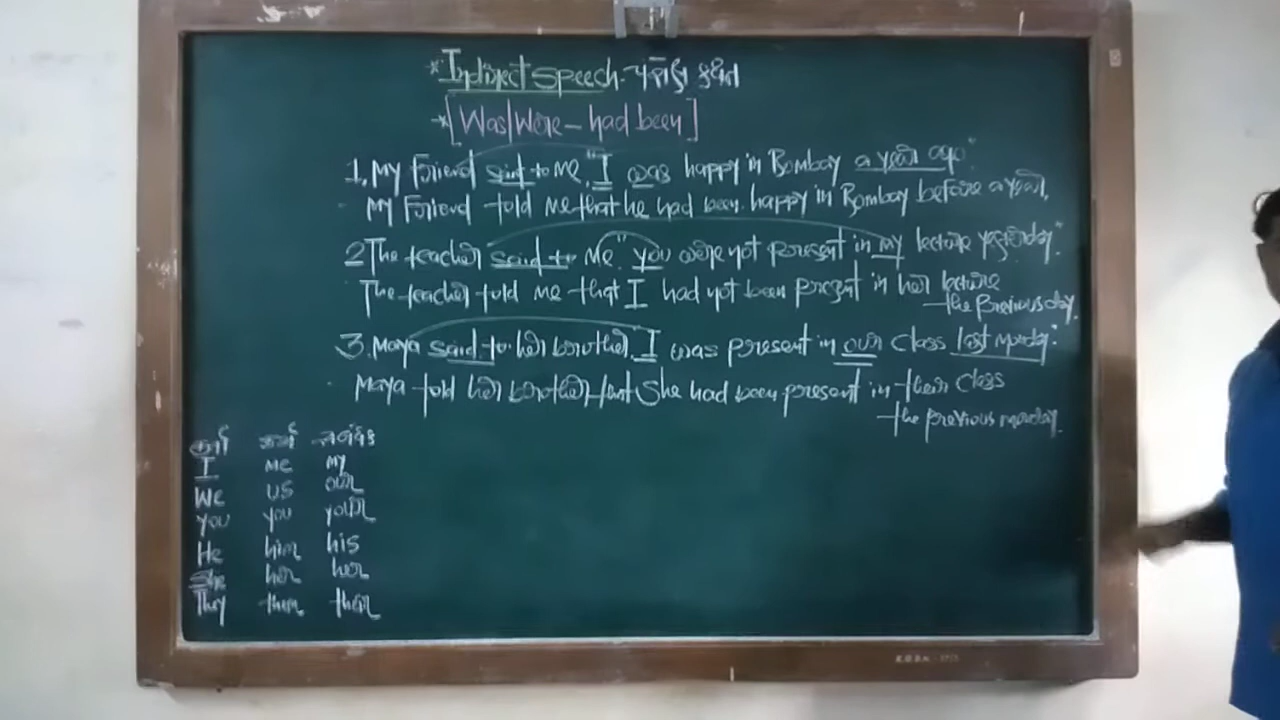 * Indirect Speech - પરોક્ષ કથન
* [Was/Were - had been]
1. My friend said to me, "I was happy in Bombay a year ago."
My friend told me that he had been happy in Bombay before a year.
2 The teacher said to me "you were not present in my lecture yesterday."
The teacher told me that I had not been present in her lecture
the previous day.
3. Maya said to her brother. I was present in our class last monday.
Maya told her brother that She had been present in their class
the previous monday.
કર્તા કર્મ
I me my
We us our
you you your
He him his
She her her
They them their